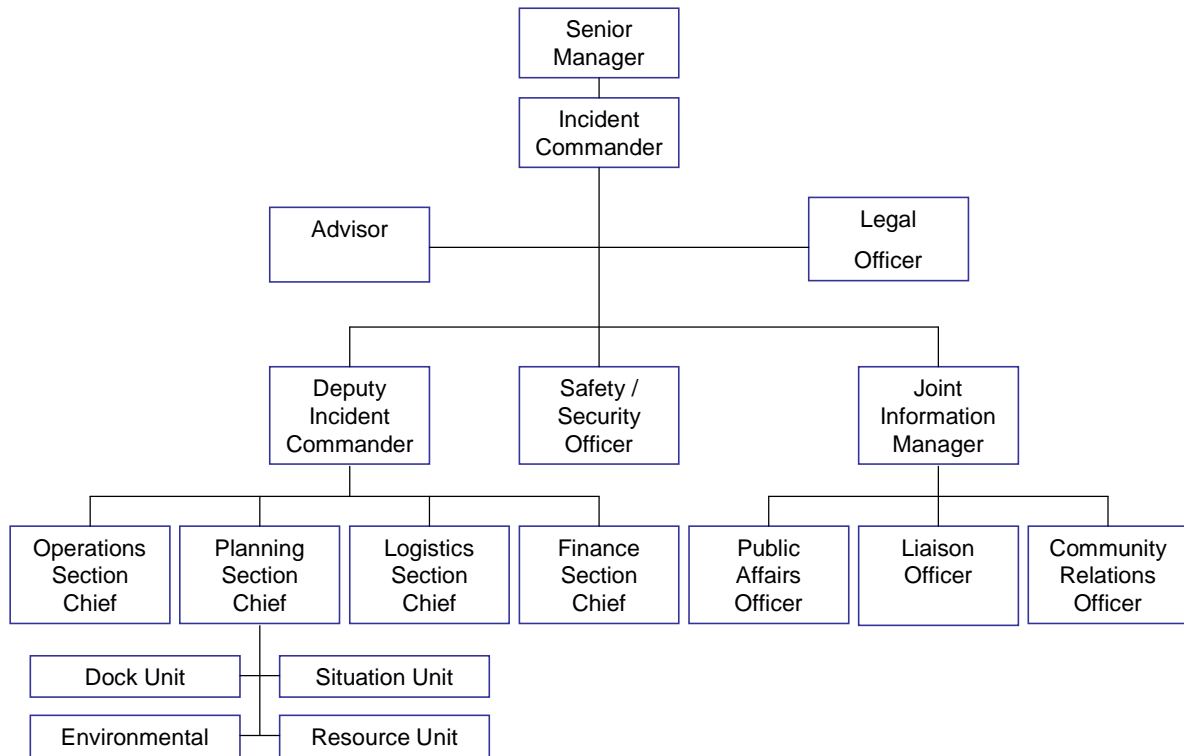 Senior
Manager
Incident
Commander
Advisor
Legal
Officer
Deputy
Incident
Commander
Safety /
Security
Officer
Joint
Information
Manager
Operations
Section
Chief
Planning
Section
Chief
Logistics
Section
Chief
Finance
Section
Chief
Public
Affairs
Officer
Liaison
Officer
Community
Relations
Officer
Dock Unit
Situation Unit
Environmental
Resource Unit